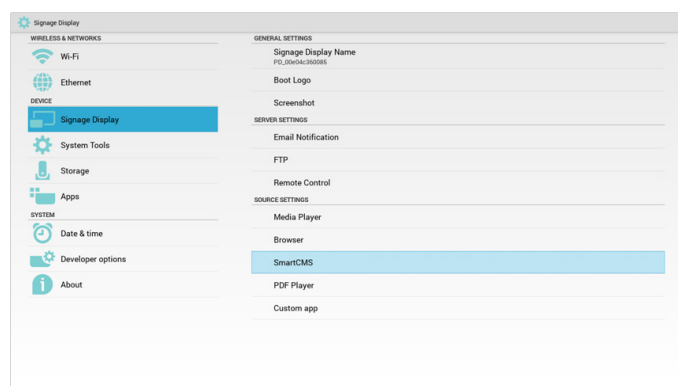 Signage Display
WIRELESS & NETWORKS
Wi-Fi
Ethernet
DEVICE
Signage Display
System Tools
Storage
Apps
SYSTEM
Date & time
Developer options
About
GENERAL SETTINGS
Signage Display Name
PD_00e04c360086
Boot Logo
Screenshot
SERVER SETTINGS
Email Notification
FTP
Remote Control
SOURCE SETTINGS
Media Player
Browser
SmartCMS
PDF Player
Custom app